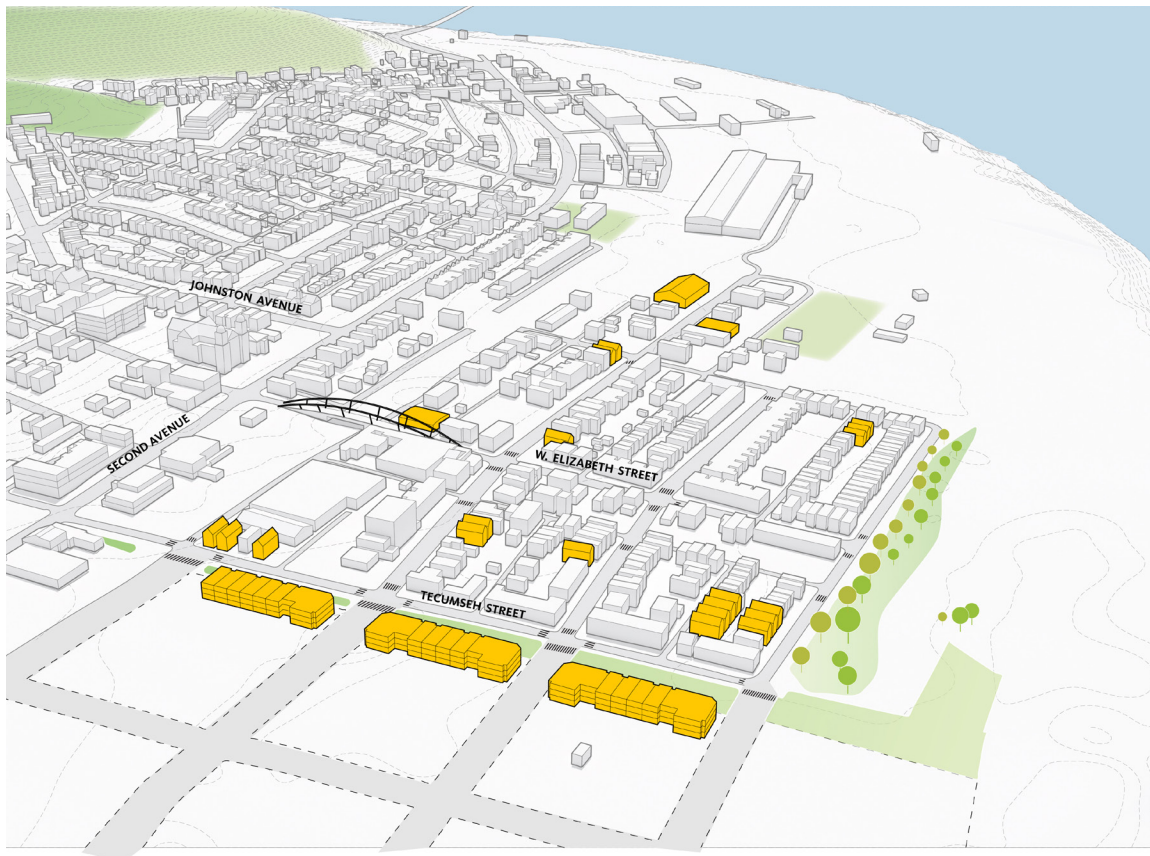 JOHNSTON AVENUE
SECOND AVENUE
W. ELIZABETH STREET
TECUMSEH STREET